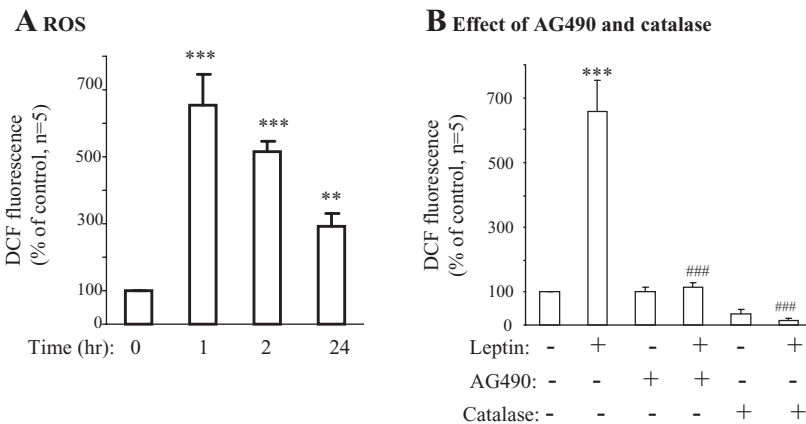 A ROS
DCF fluorescence
(% of control, n=5)
700
500
300
100
0
***
***
**
Time (hr): 0 1 2 24
B Effect of AG490 and catalase
DCF fluorescence
(% of control, n=5)
700
500
300
100
0
***
###
###
Leptin: - + - + - +
AG490: - - + + - -
Catalase: - - - - + +